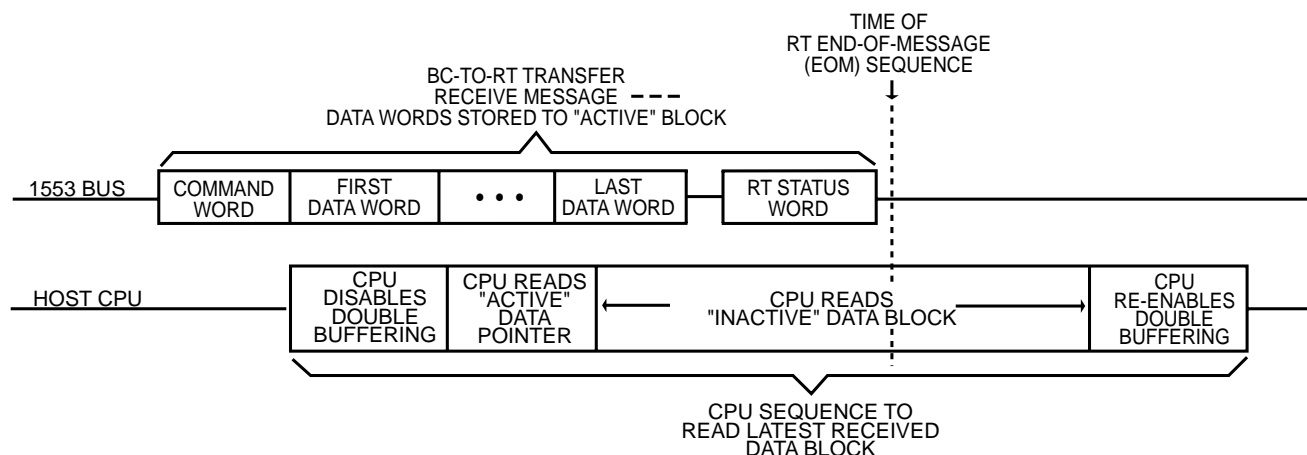 TIME OF
RT END-OF-MESSAGE
(EOM) SEQUENCE
BC-TO-RT TRANSFER
RECEIVE MESSAGE
DATA WORDS STORED TO "ACTIVE" BLOCK
1553 BUS
COMMAND
WORD
FIRST
DATA WORD
• • •
LAST
DATA WORD
RT STATUS
WORD
HOST CPU
CPU
DISABLES
DOUBLE
BUFFERING
CPU READS
"ACTIVE"
DATA
POINTER
CPU READS
"INACTIVE" DATA BLOCK
CPU
RE-ENABLES
DOUBLE
BUFFERING
CPU SEQUENCE TO
READ LATEST RECEIVED
DATA BLOCK